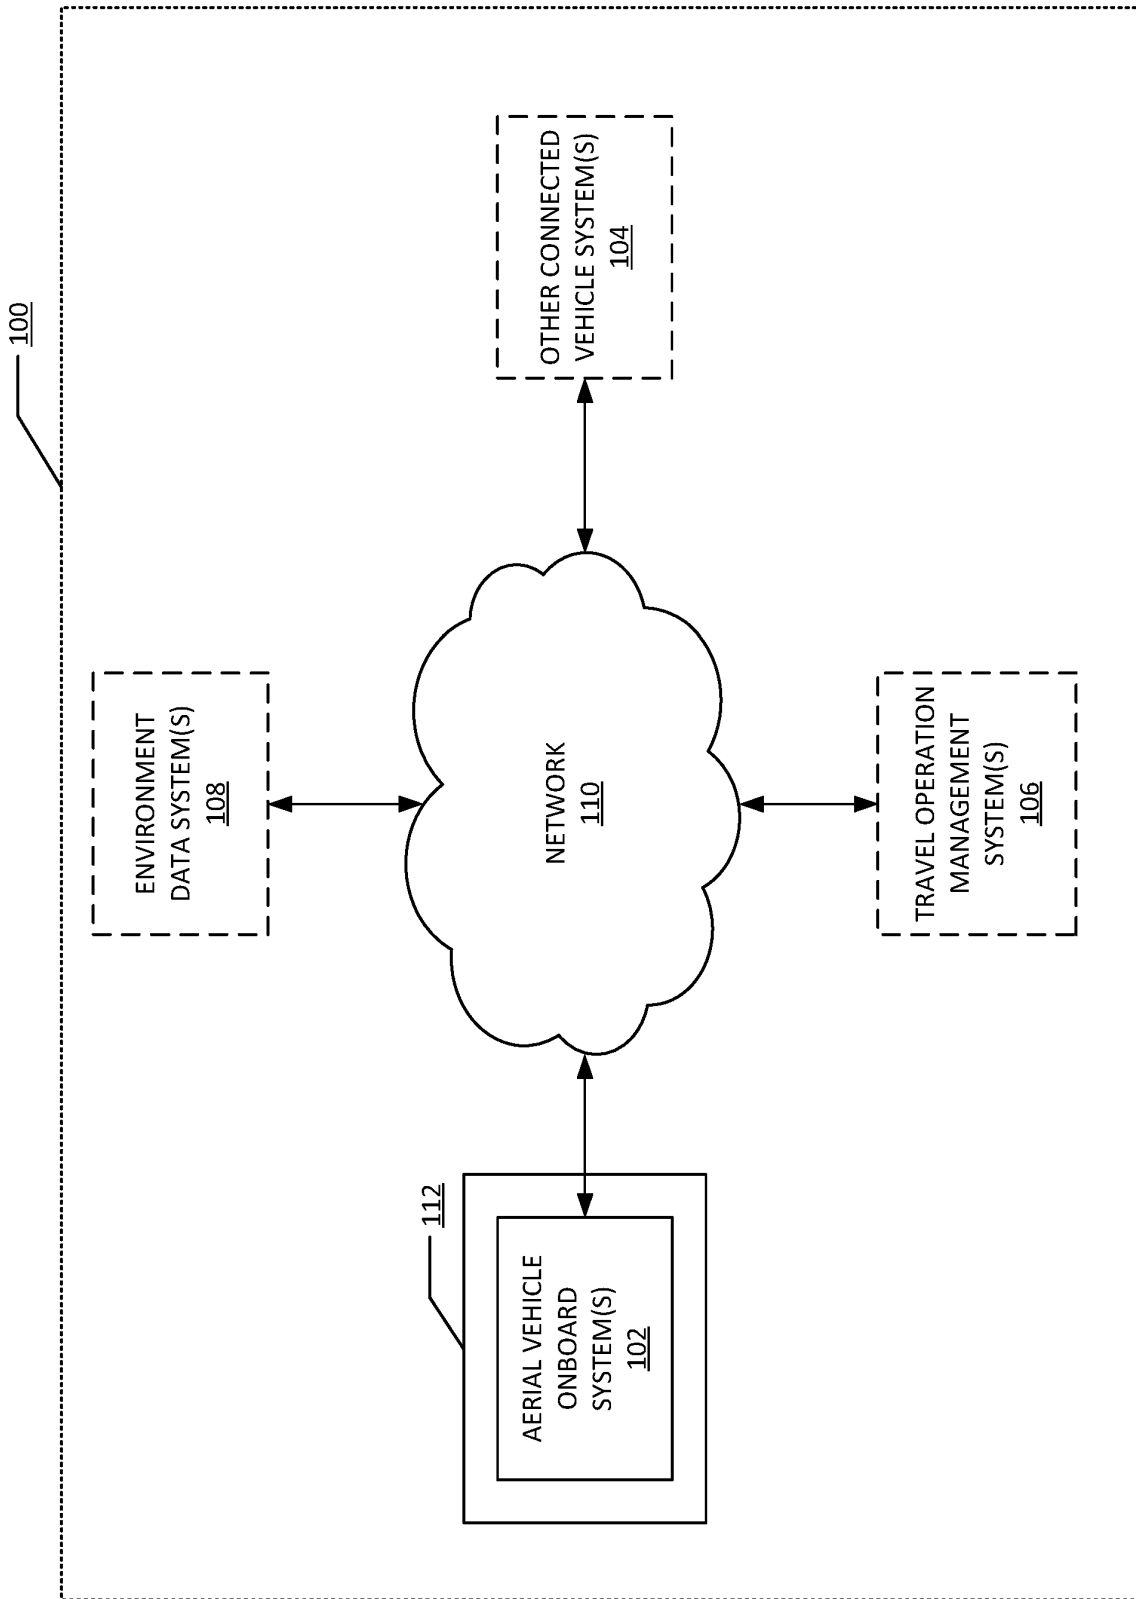 100
ENVIRONMENT
DATA SYSTEM(S)
108
112
AERIAL VEHICLE
ONBOARD
SYSTEM(S)
102
NETWORK
110
OTHER CONNECTED
VEHICLE SYSTEM(S)
104
TRAVEL OPERATION
MANAGEMENT
SYSTEM(S)
106